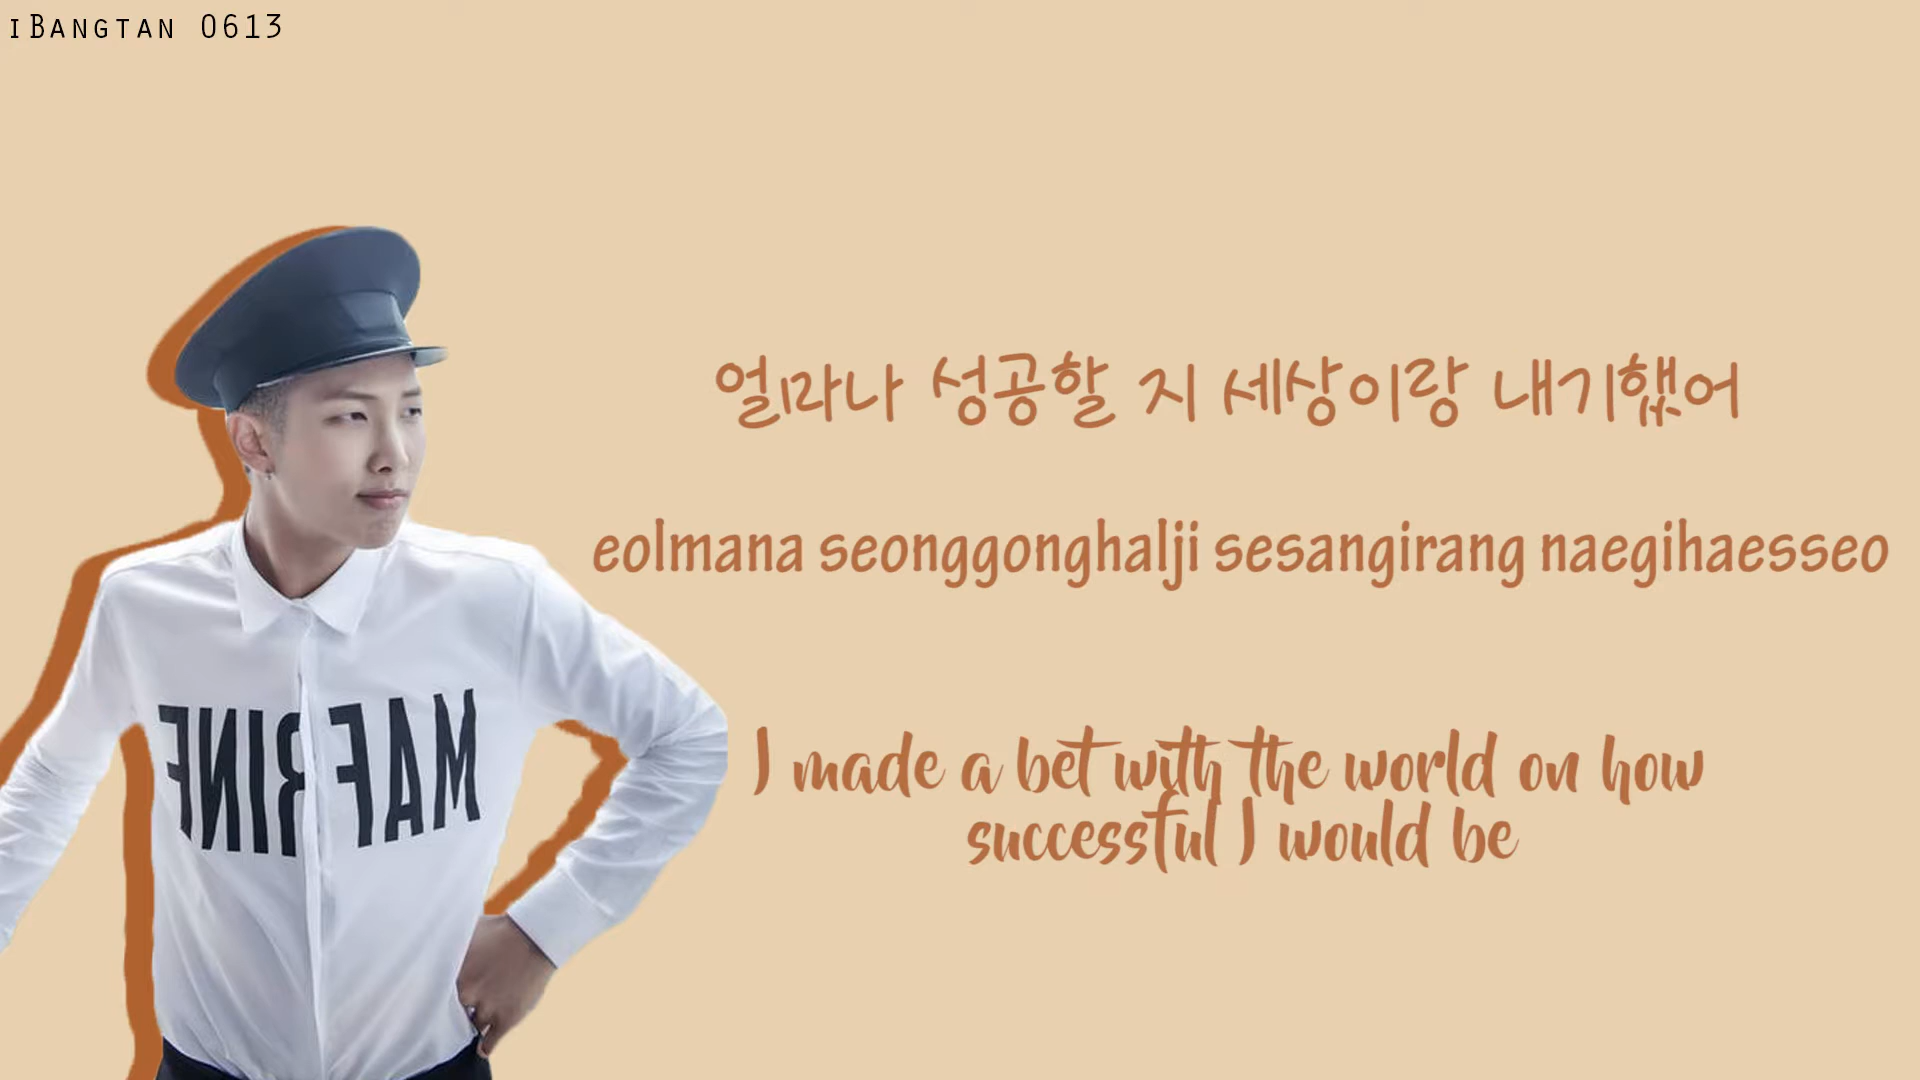 iBANGTAN 0613
얼마나 성공할 지 세상이랑 내기했어
eolmana seonggonghalji sesangirang naegihaesseo
I made a bet with the world on how
successful I would be
MAFRINE